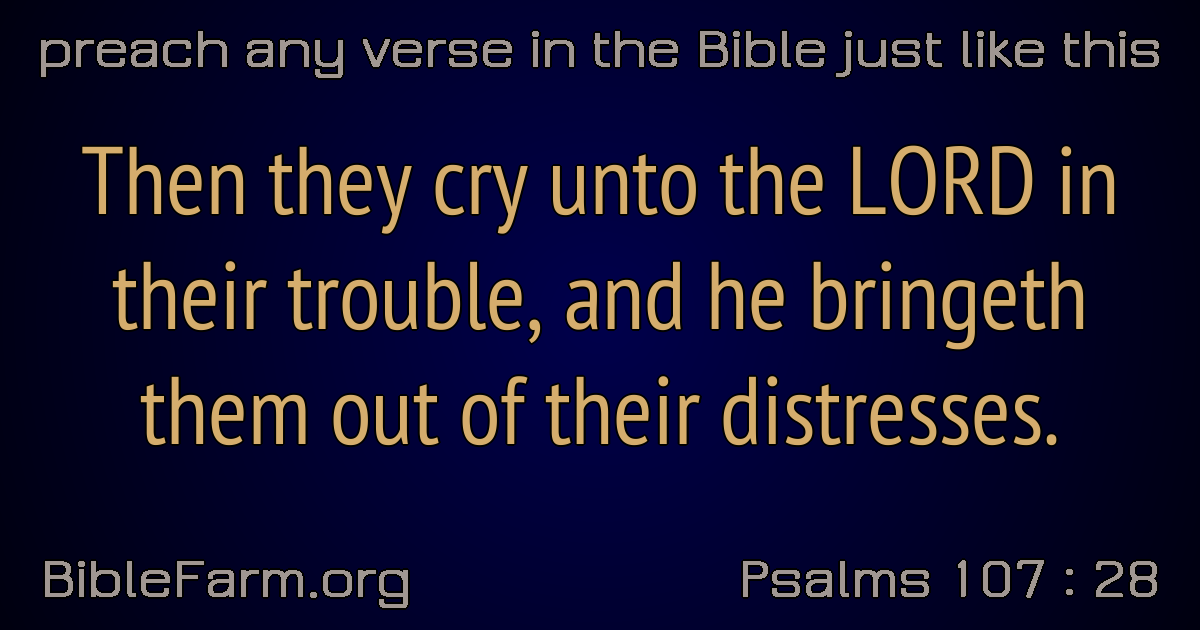 preach any verse in the Bible just like this
Then they cry unto the LORD in
their trouble, and he bringeth
them out of their distresses.
BibleFarm.org
Psalms 107 : 28